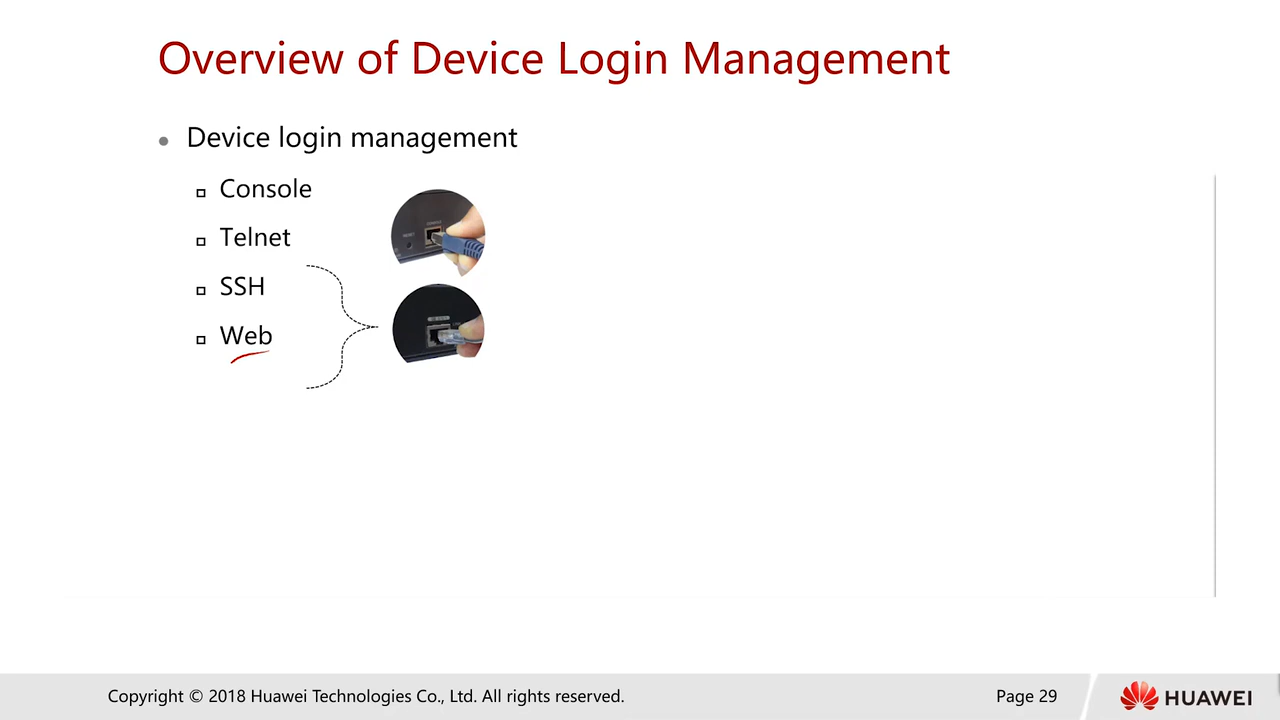 Overview of Device Login Management
Device login management
Console
Telnet
SSH
Web
Copyright © 2018 Huawei Technologies Co., Ltd. All rights reserved.
Page 29
HUAWEI